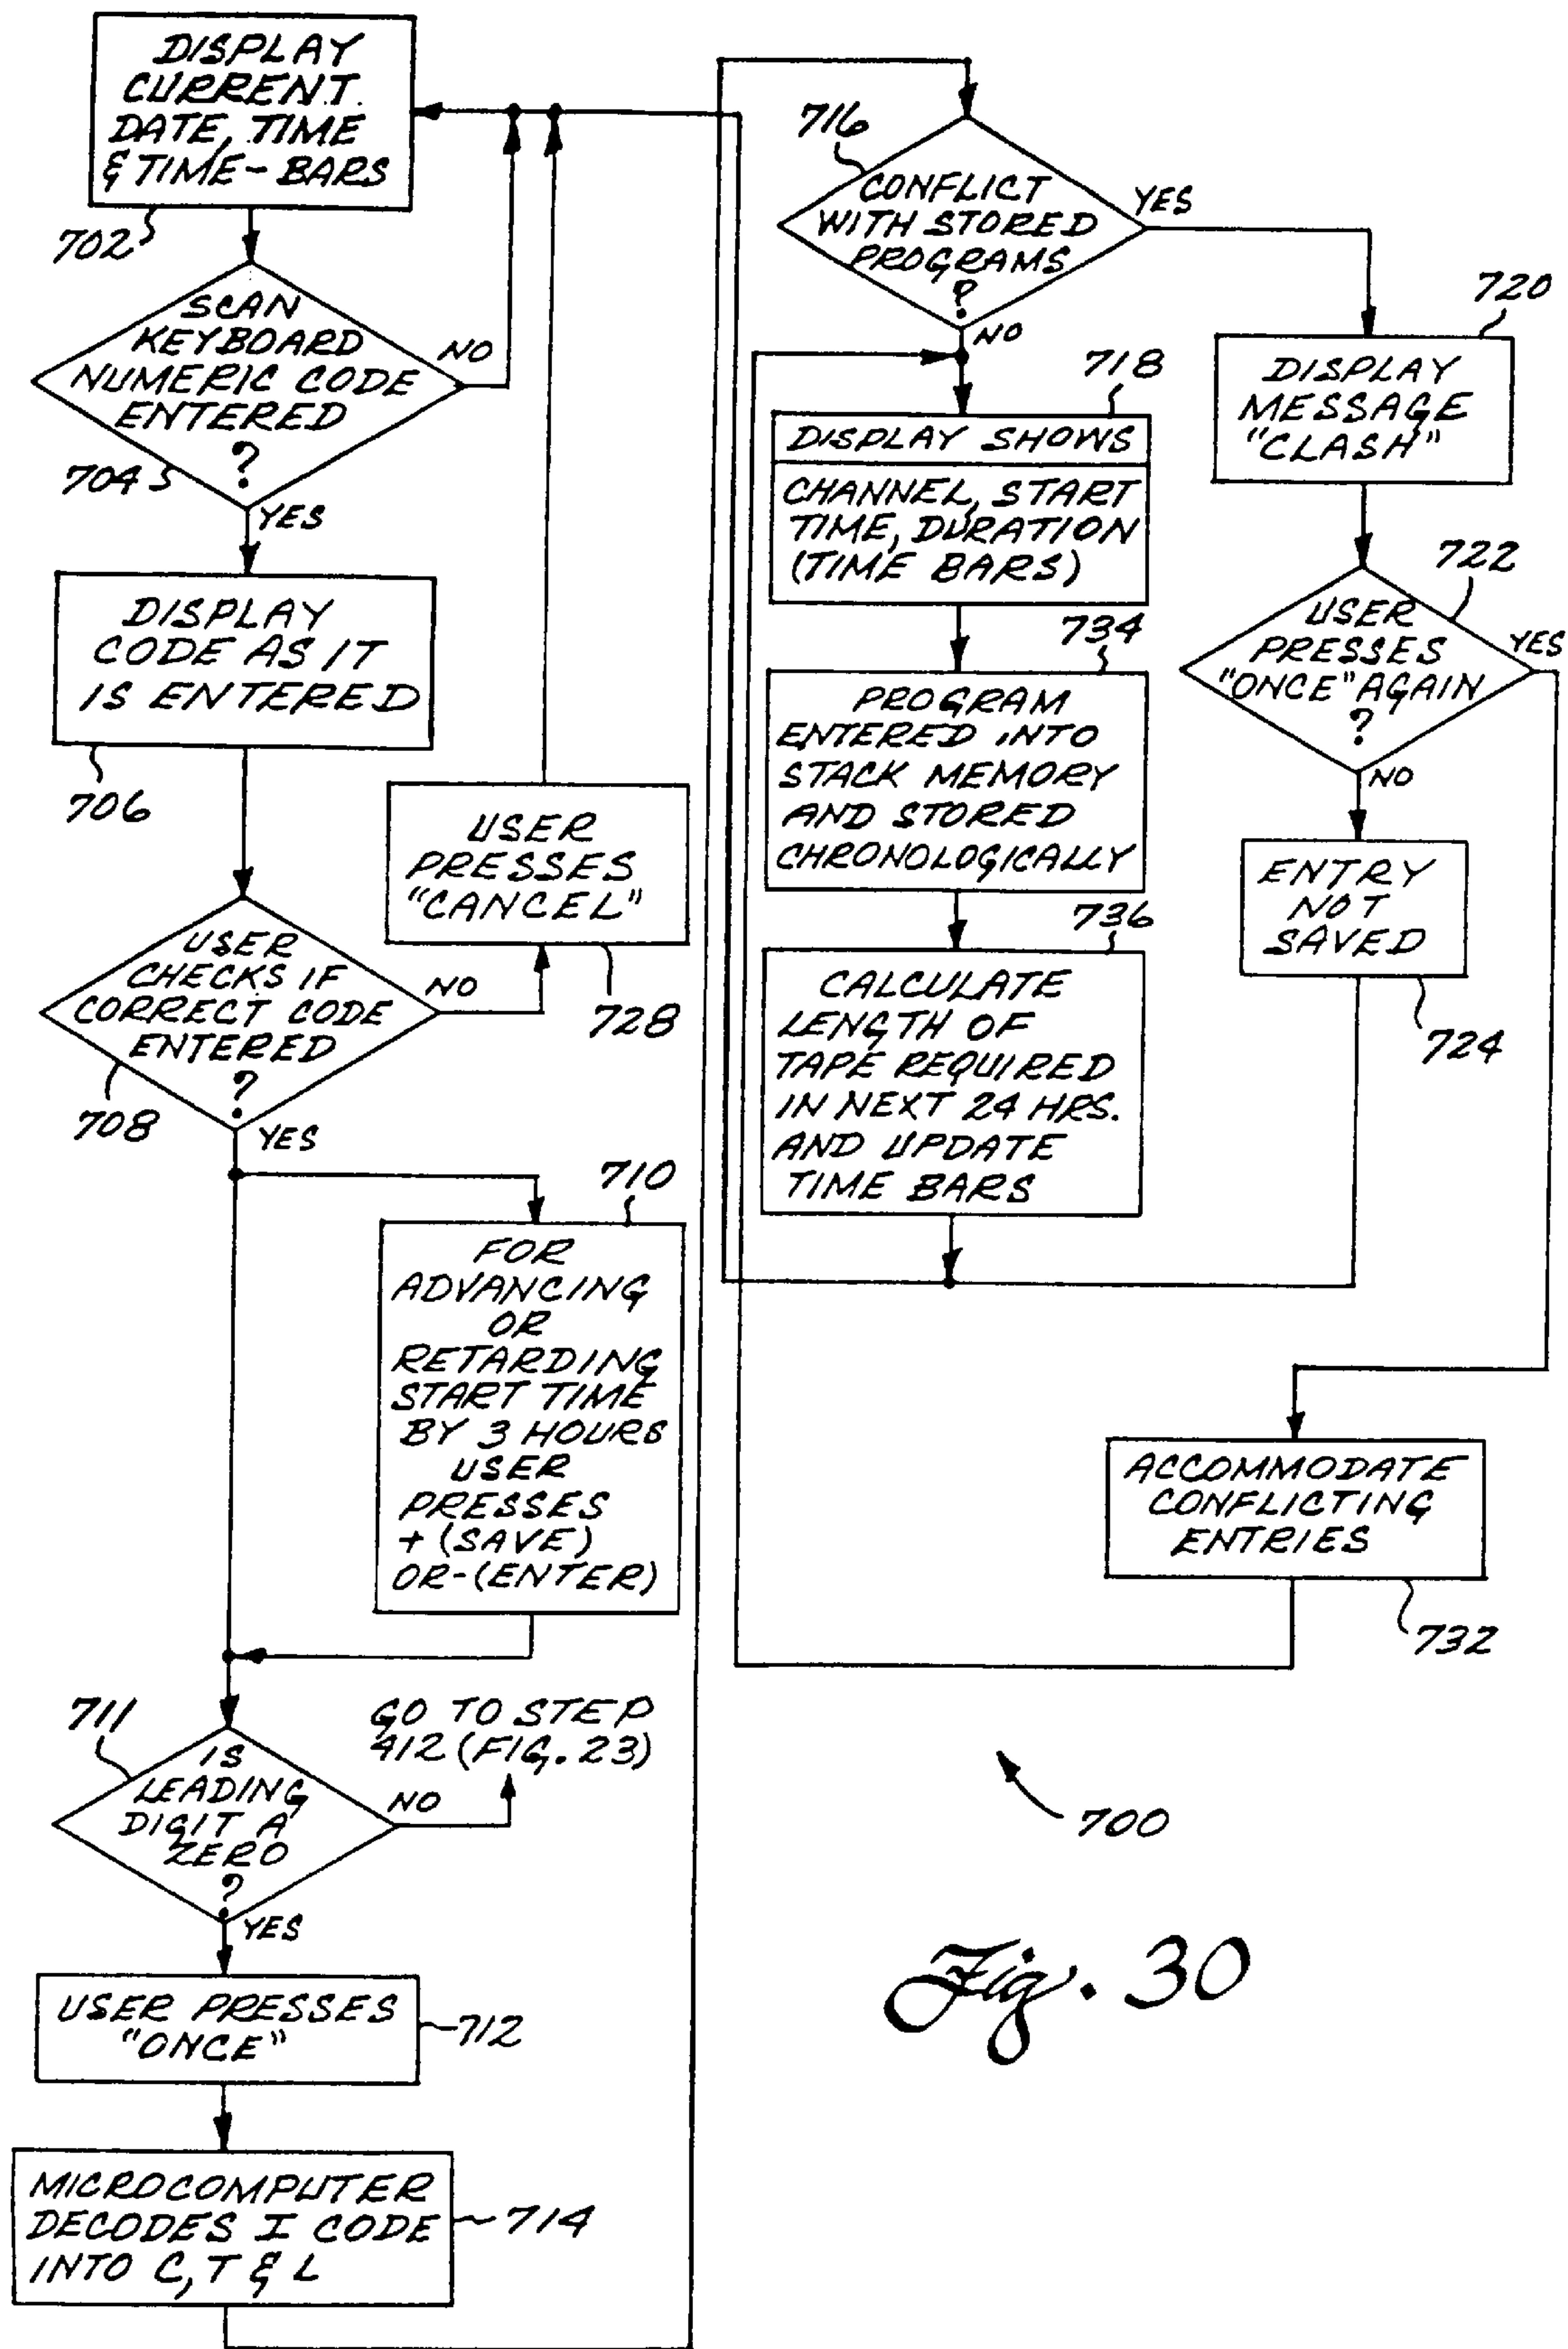 DISPLAY
CURRENT.
DATE, TIME
& TIME-BARS
702
SCAN
KEYBOARD
NUMERIC CODE
ENTERED
?
NO
704
YES
DISPLAY
CODE AS IT
IS ENTERED
706
USER
PRESSES
"CANCEL"
728
USER
CHECKS IF
CORRECT CODE
ENTERED
?
NO
708
YES
710
FOR
ADVANCING
OR
RETARDING
START TIME
BY 3 HOURS
USER
PRESSES
+ (SAVE)
OR-(ENTER)
711
IS
LEADING
DIGIT A
ZERO
?
NO
GO TO STEP
412 (FIG. 23)
YES
USER PRESSES
"ONCE"
712
MICROCOMPUTER
DECODES I CODE
INTO C, T & L
714
716
CONFLICT
WITH STORED
PROGRAMS
?
YES
NO
718
DISPLAY SHOWS
CHANNEL, START
TIME, DURATION
(TIME BARS)
734
PROGRAM
ENTERED INTO
STACK MEMORY
AND STORED
CHRONOLOGICALLY
736
CALCULATE
LENGTH OF
TAPE REQUIRED
IN NEXT 24 HRS.
AND UPDATE
TIME BARS
720
DISPLAY
MESSAGE
"CLASH"
722
USER
PRESSES
"ONCE" AGAIN
?
YES
NO
ENTRY
NOT
SAVED
724
ACCOMMODATE
CONFLICTING
ENTRIES
732
700
Fig. 30